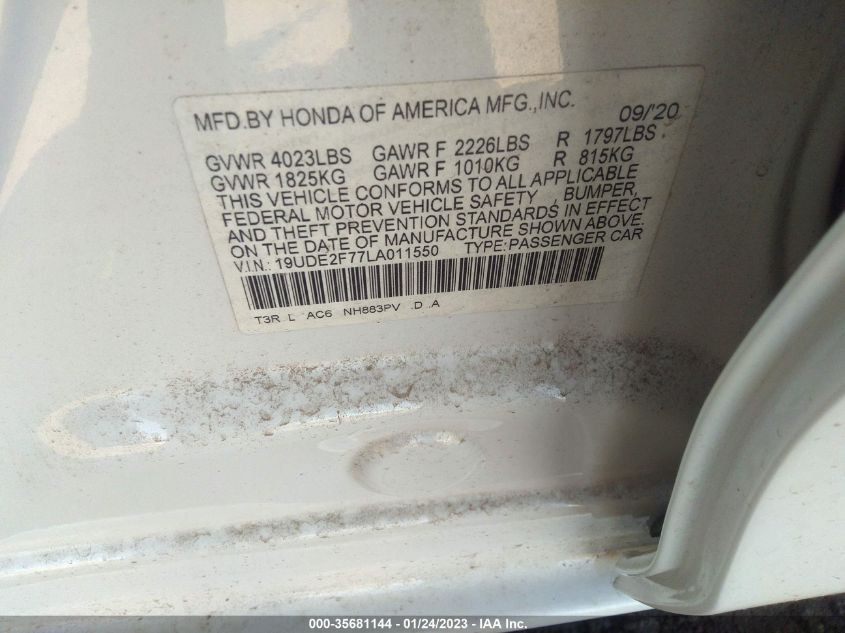 MFD.BY HONDA OF AMERICA MFG.,INC. 09/'20
GVWR 4023LBS GAWR F 2226LBS R 1797LBS
GVWR 1825KG GAWR F 1010KG R 815KG
THIS VEHICLE CONFORMS TO ALL APPLICABLE
FEDERAL MOTOR VEHICLE SAFETY , BUMPER,
AND THEFT PREVENTION STANDARDS IN EFFECT
ON THE DATE OF MANUFACTURE SHOWN ABOVE.
V.I.N.: 19UDE2F77LA011550 TYPE:PASSENGER CAR
T3R L AC6 NH883PV .D .A
000-35681144 / 01/24/2023 - IAA Inc.